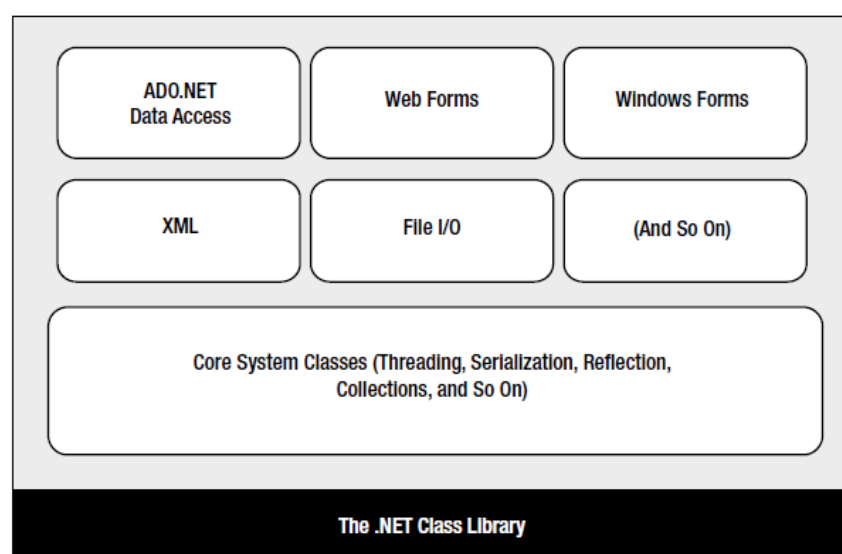 ADO.NET
Data Access
Web Forms
Windows Forms
XML
File I/O
(And So On)
Core System Classes (Threading, Serialization, Reflection,
Collections, and So On)
The .NET Class Library